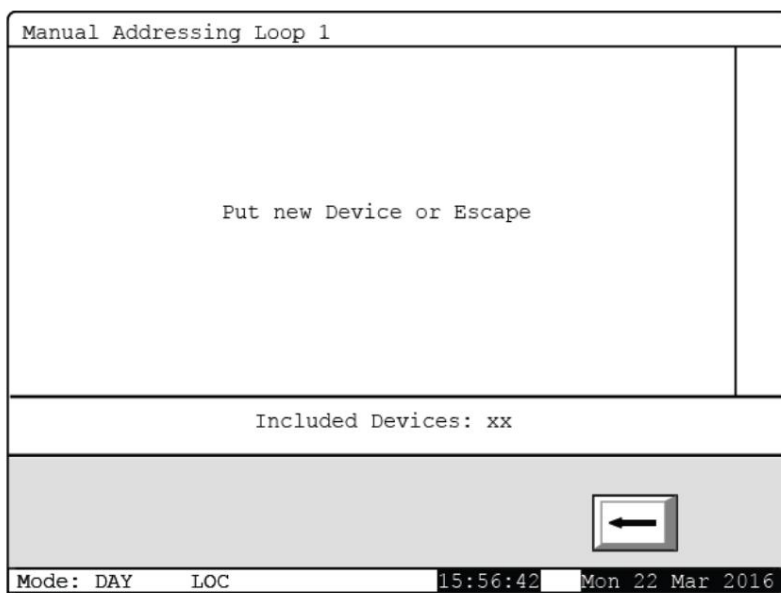 Manual Addressing Loop 1
Put new Device or Escape
Included Devices: xx
Mode: DAY LOC 15:56:42 Mon 22 Mar 2016